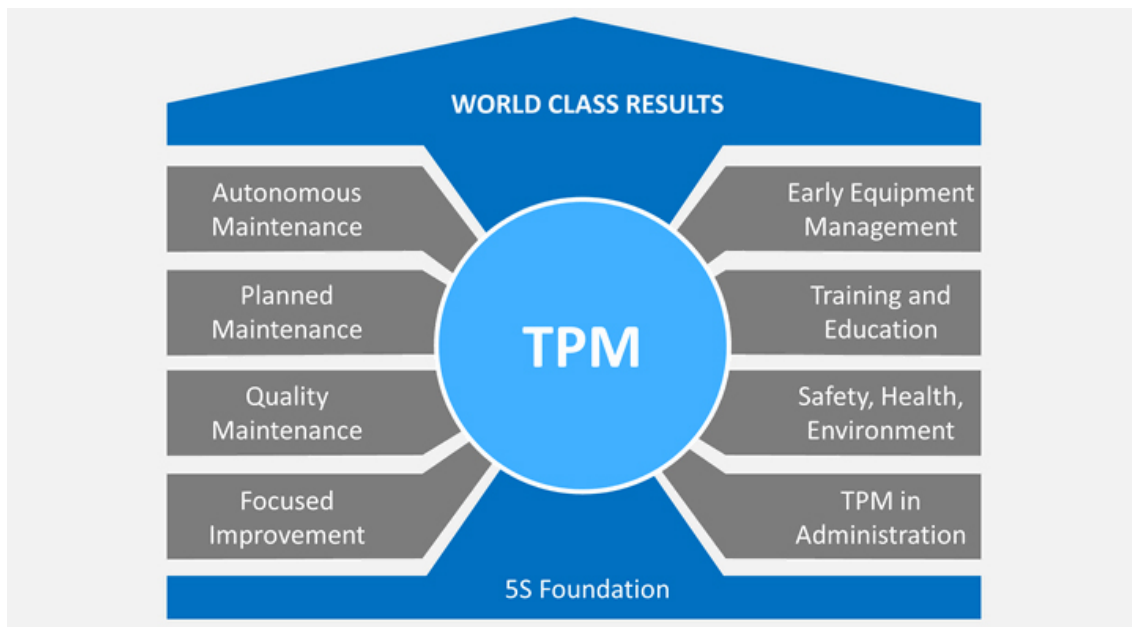 WORLD CLASS RESULTS
Autonomous
Maintenance
Planned
Maintenance
Quality
Maintenance
Focused
Improvement
TPM
Early Equipment
Management
Training and
Education
Safety, Health,
Environment
TPM in
Administration
5S Foundation